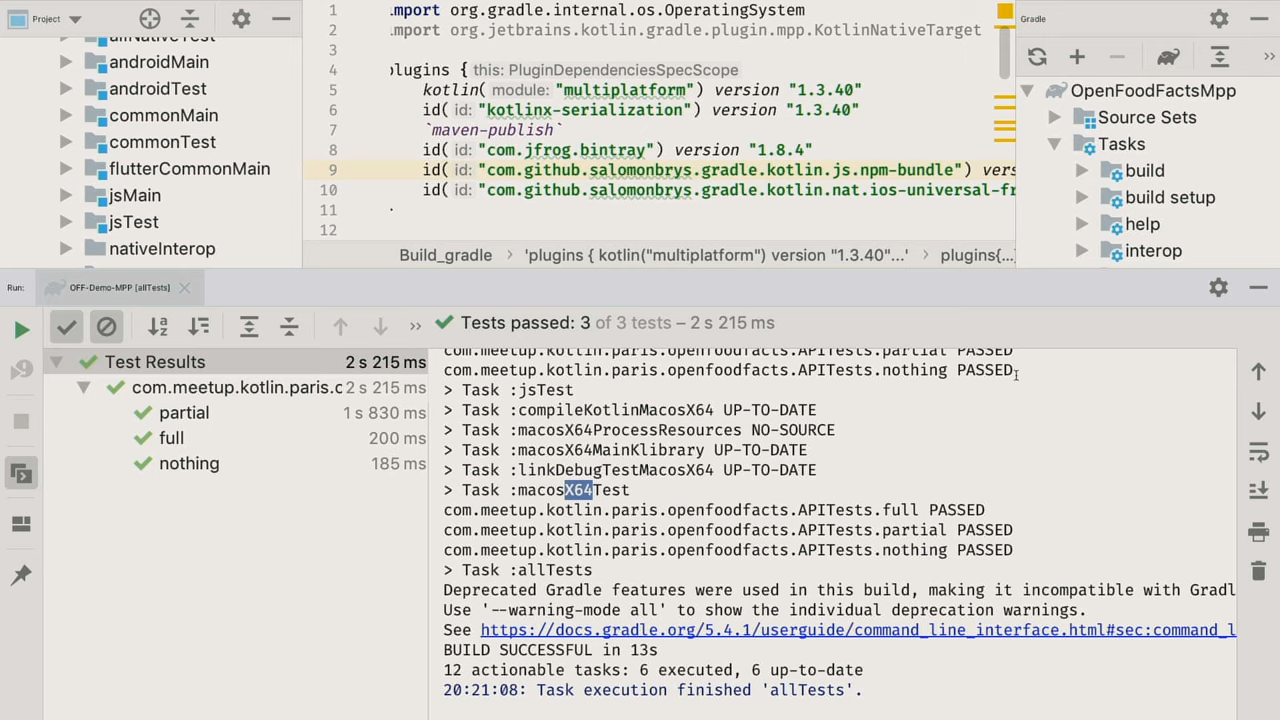 Project
allNativeTest
androidMain
androidTest
commonMain
commonTest
flutterCommonMain
jsMain
jsTest
nativeInterop
1 import org.gradle.internal.os.OperatingSystem
2 import org.jetbrains.kotlin.gradle.plugin.mpp.KotlinNativeTarget
3
4 plugins { this: PluginDependenciesSpecScope
5 kotlin( module: "multiplatform") version "1.3.40"
6 id( id: "kotlinx-serialization") version "1.3.40"
7 `maven-publish`
8 id( id: "com.jfrog.bintray") version "1.8.4"
9 id( id: "com.github.salomonbrys.gradle.kotlin.js.npm-bundle") vers
10 id( id: "com.github.salomonbrys.gradle.kotlin.nat.ios-universal-fr
11
12
Build_gradle > 'plugins { kotlin("multiplatform") version "1.3.40"...' > plugins{...}
Gradle
OpenFoodFactsMpp
Source Sets
Tasks
build
build setup
help
interop
Run: OFF-Demo-MPP [allTests]
Tests passed: 3 of 3 tests – 2 s 215 ms
Test Results 2 s 215 ms
com.meetup.kotlin.paris.c 2 s 215 ms
partial 1 s 830 ms
full 200 ms
nothing 185 ms
com.meetup.kotlin.paris.openfoodfacts.APITests.partial PASSED
com.meetup.kotlin.paris.openfoodfacts.APITests.nothing PASSED
> Task :jsTest
> Task :compileKotlinMacosX64 UP-TO-DATE
> Task :macosX64ProcessResources NO-SOURCE
> Task :macosX64MainKlibrary UP-TO-DATE
> Task :linkDebugTestMacosX64 UP-TO-DATE
> Task :macosX64Test
com.meetup.kotlin.paris.openfoodfacts.APITests.full PASSED
com.meetup.kotlin.paris.openfoodfacts.APITests.partial PASSED
com.meetup.kotlin.paris.openfoodfacts.APITests.nothing PASSED
> Task :allTests
Deprecated Gradle features were used in this build, making it incompatible with Gradl
Use '--warning-mode all' to show the individual deprecation warnings.
See https://docs.gradle.org/5.4.1/userguide/command_line_interface.html#sec:command_l
BUILD SUCCESSFUL in 13s
12 actionable tasks: 6 executed, 6 up-to-date
20:21:08: Task execution finished 'allTests'.